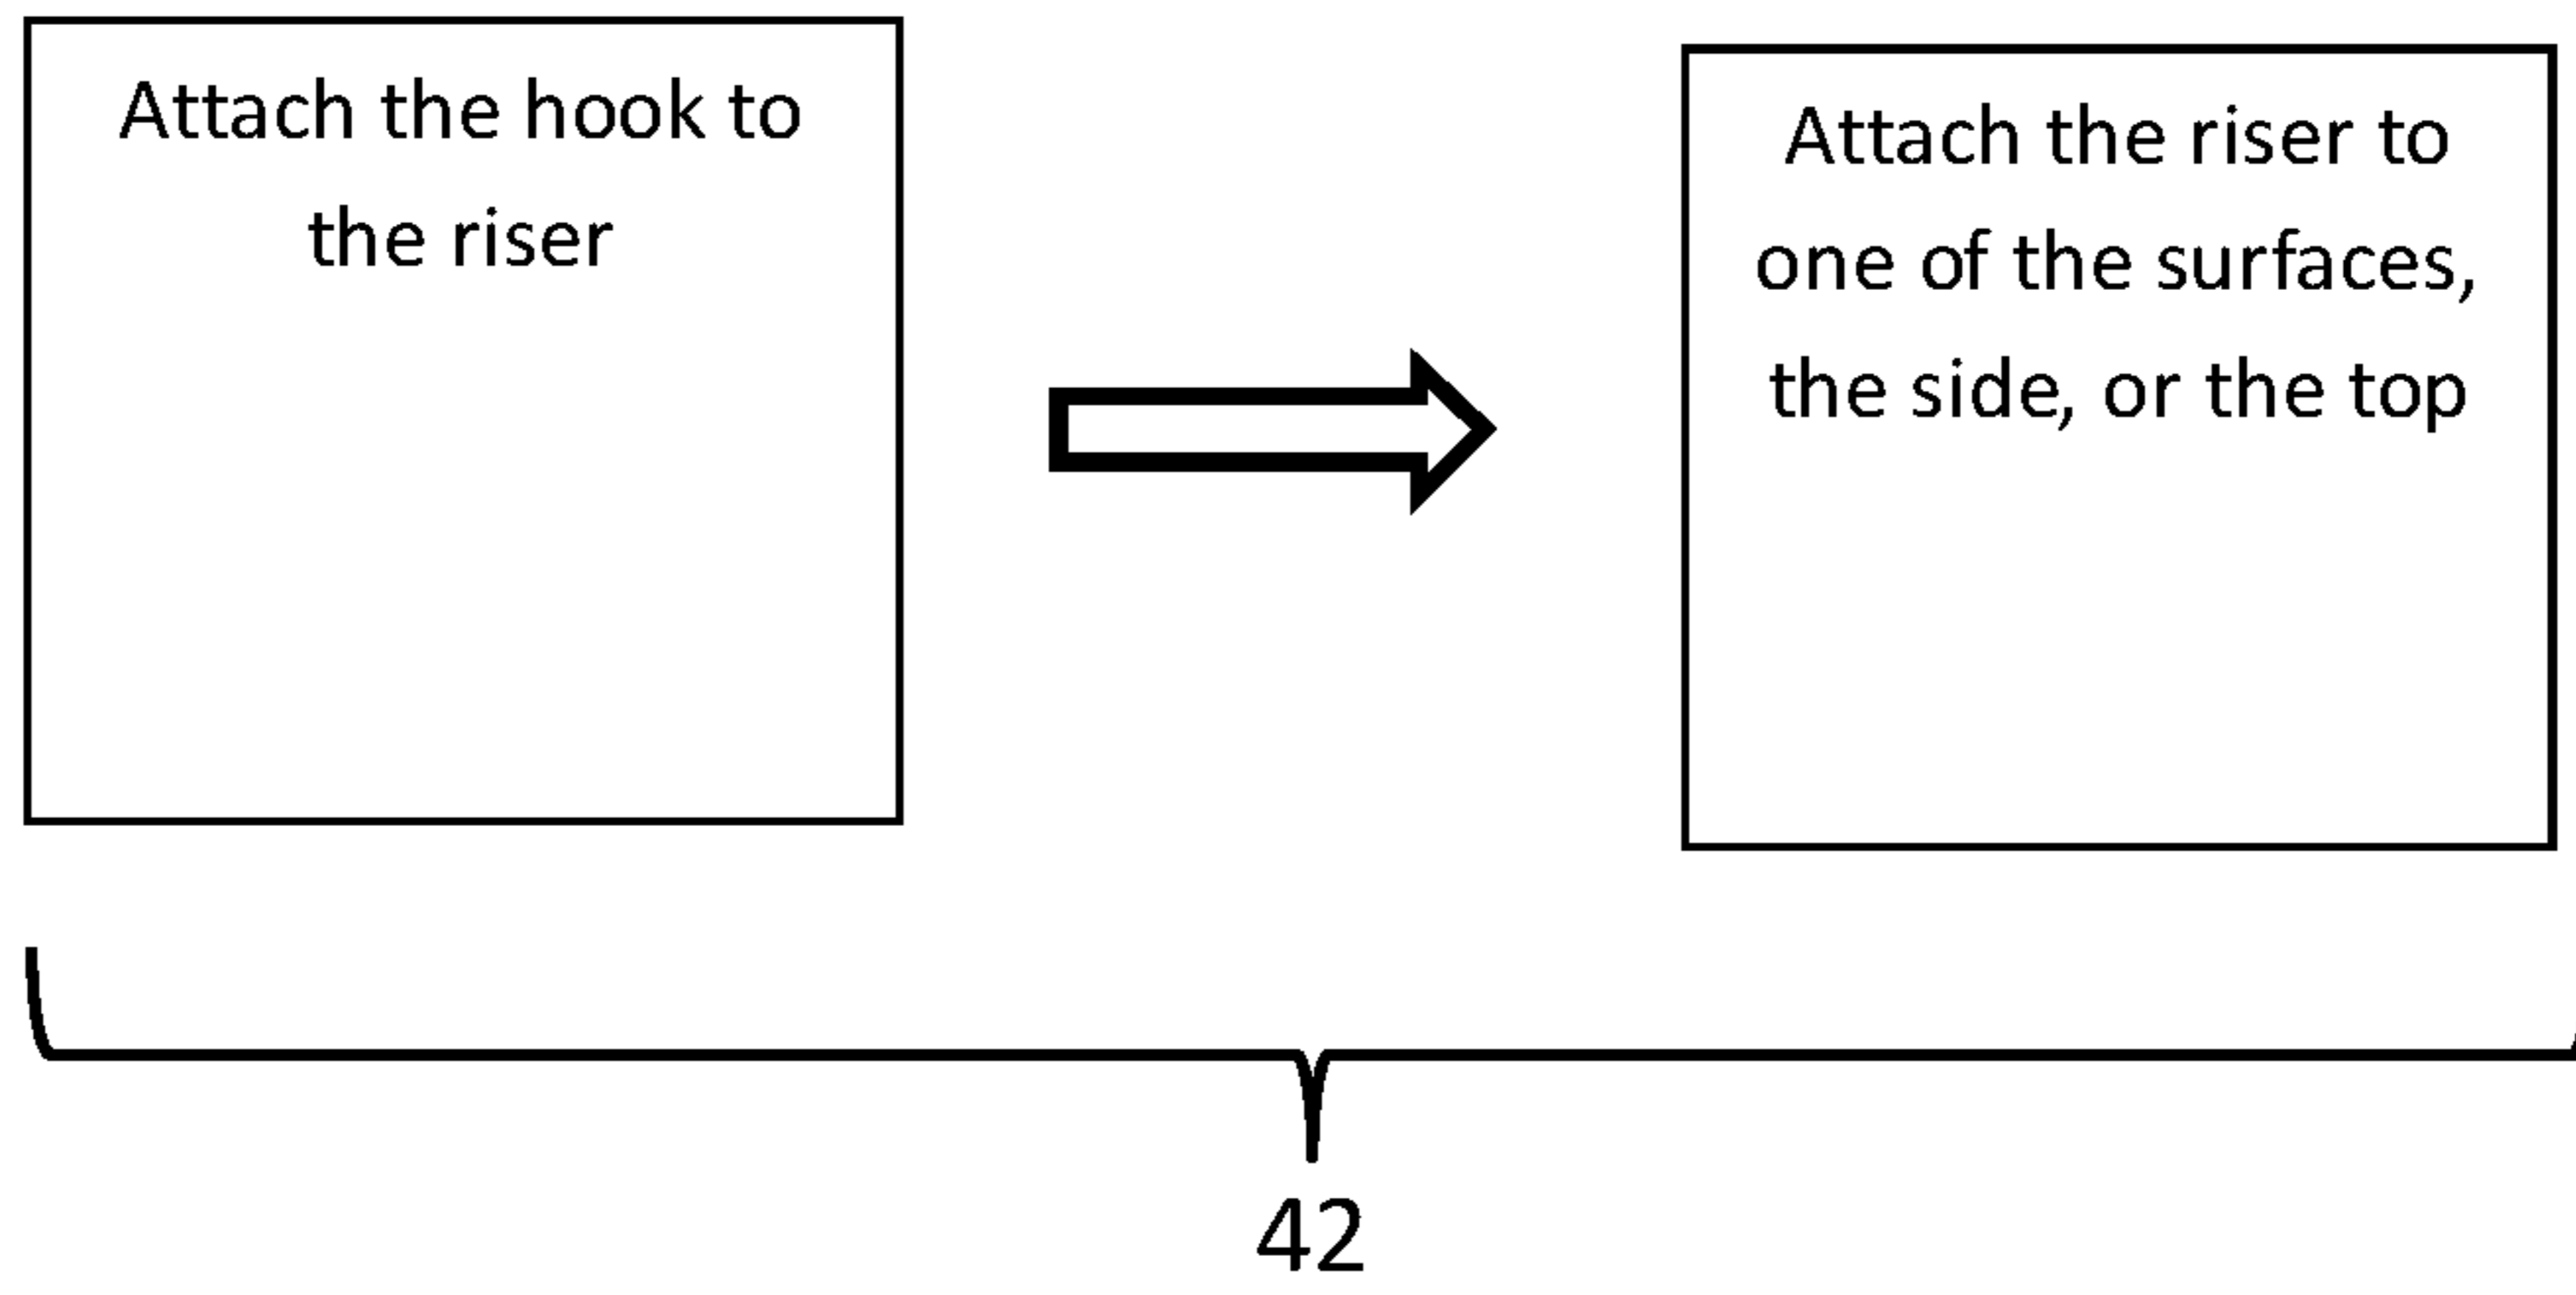 Attach the hook to
the riser
Attach the riser to
one of the surfaces,
the side, or the top
42